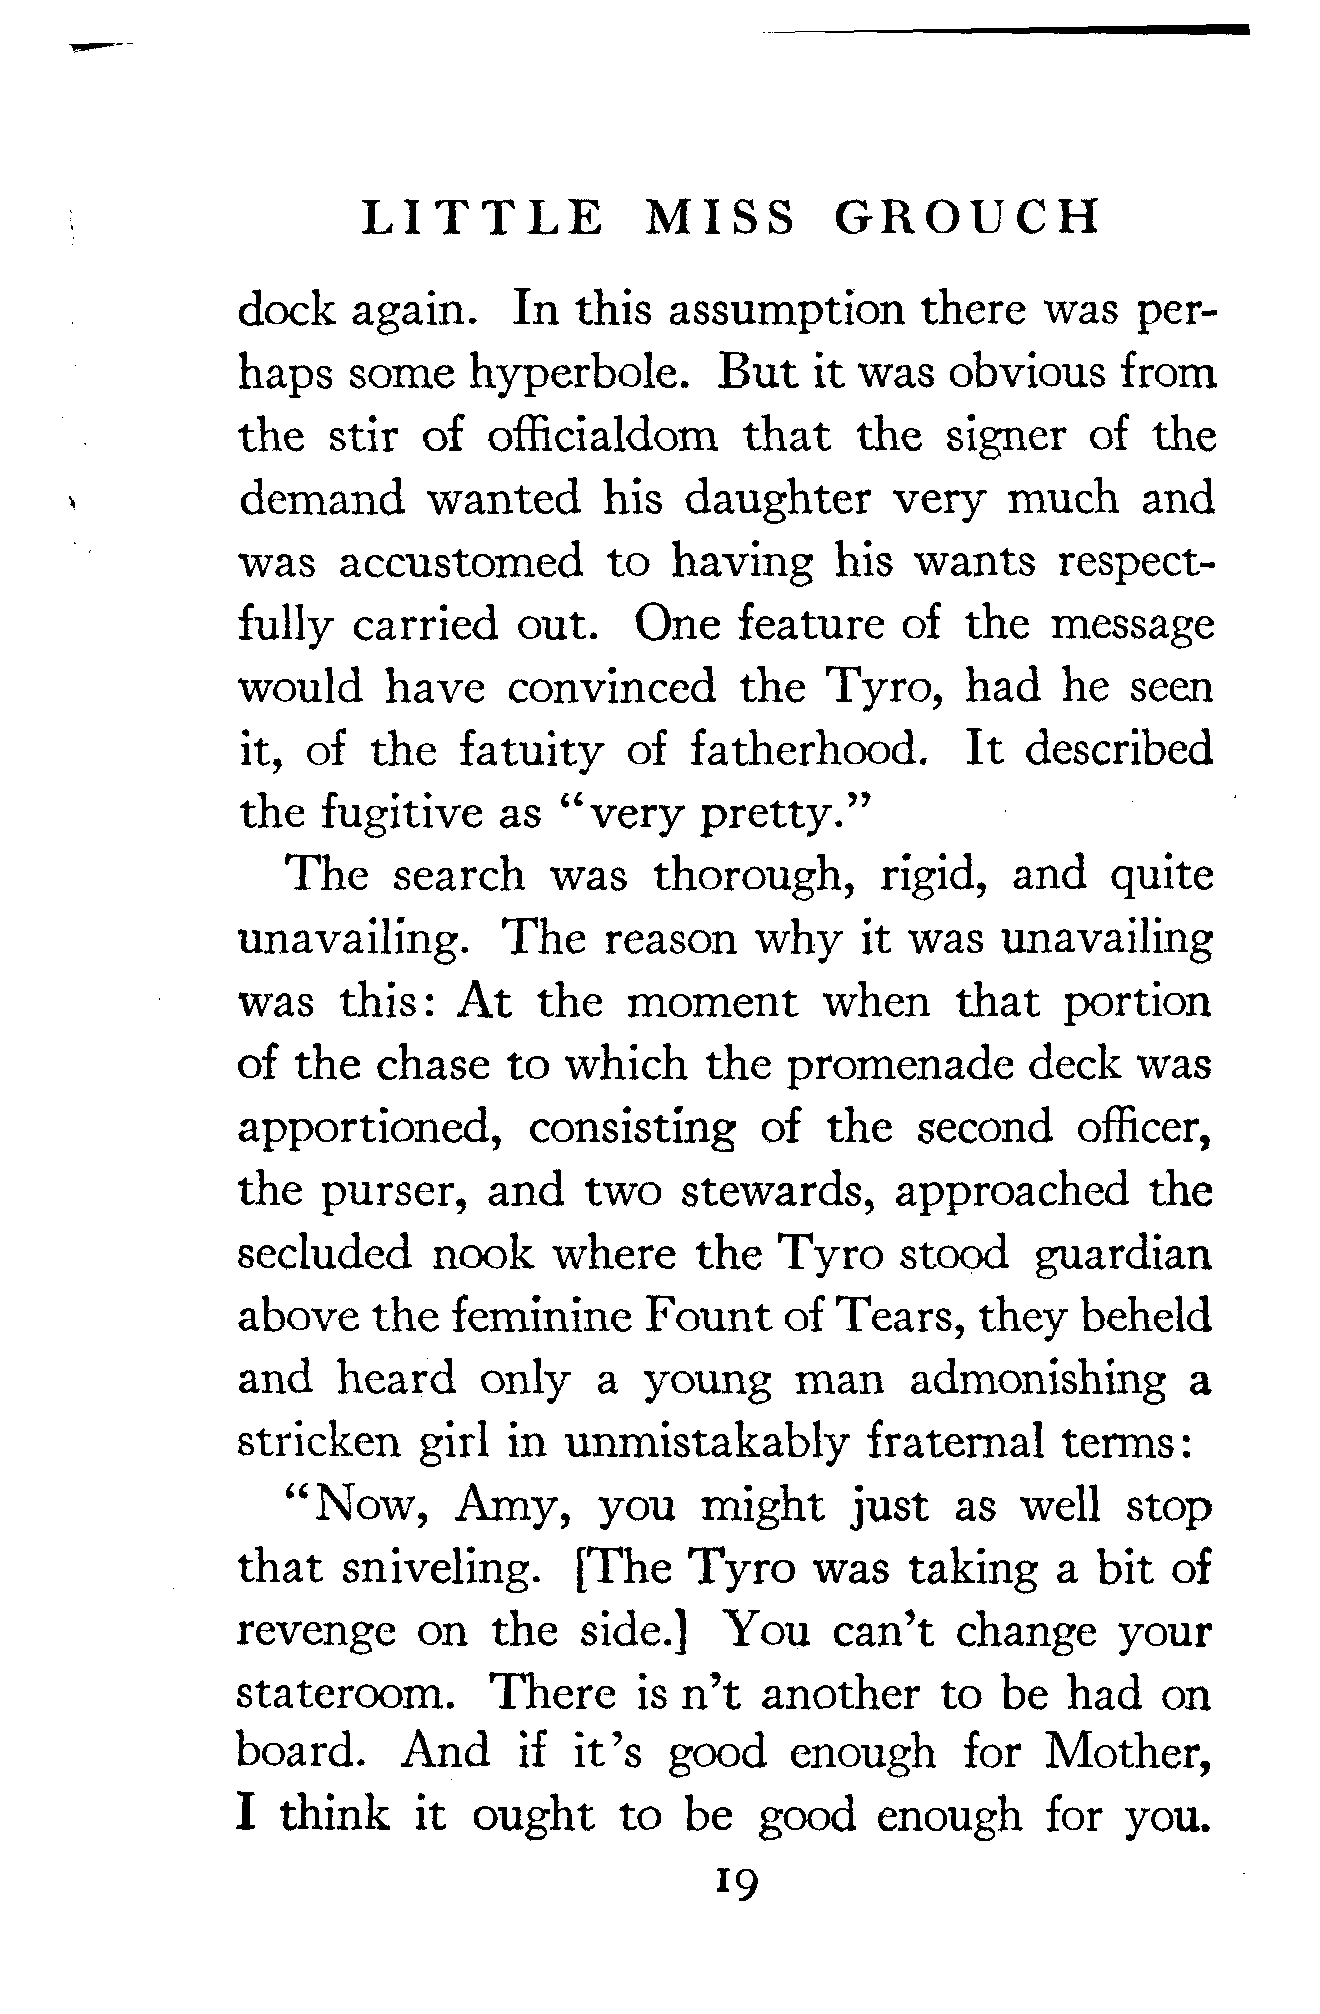 LITTLE MISS GROUCH
dock again. In this assumption there was per-
haps some hyperbole. But it was obvious from
the stir of officialdom that the signer of the
demand wanted his daughter very much and
was accustomed to having his wants respect-
fully carried out. One feature of the message
would have convinced the Tyro, had he seen
it, of the fatuity of fatherhood. It described
the fugitive as “very pretty.”
The search was thorough, rigid, and quite
unavailing. The reason why it was unavailing
was this: At the moment when that portion
of the chase to which the promenade deck was
apportioned, consisting of the second officer,
the purser, and two stewards, approached the
secluded nook where the Tyro stood guardian
above the feminine Fount of Tears, they beheld
and heard only a young man admonishing a
stricken girl in unmistakably fraternal terms:
“Now, Amy, you might just as well stop
that sniveling. [The Tyro was taking a bit of
revenge on the side.] You can’t change your
stateroom. There is n’t another to be had on
board. And if it’s good enough for Mother,
I think it ought to be good enough for you.
19